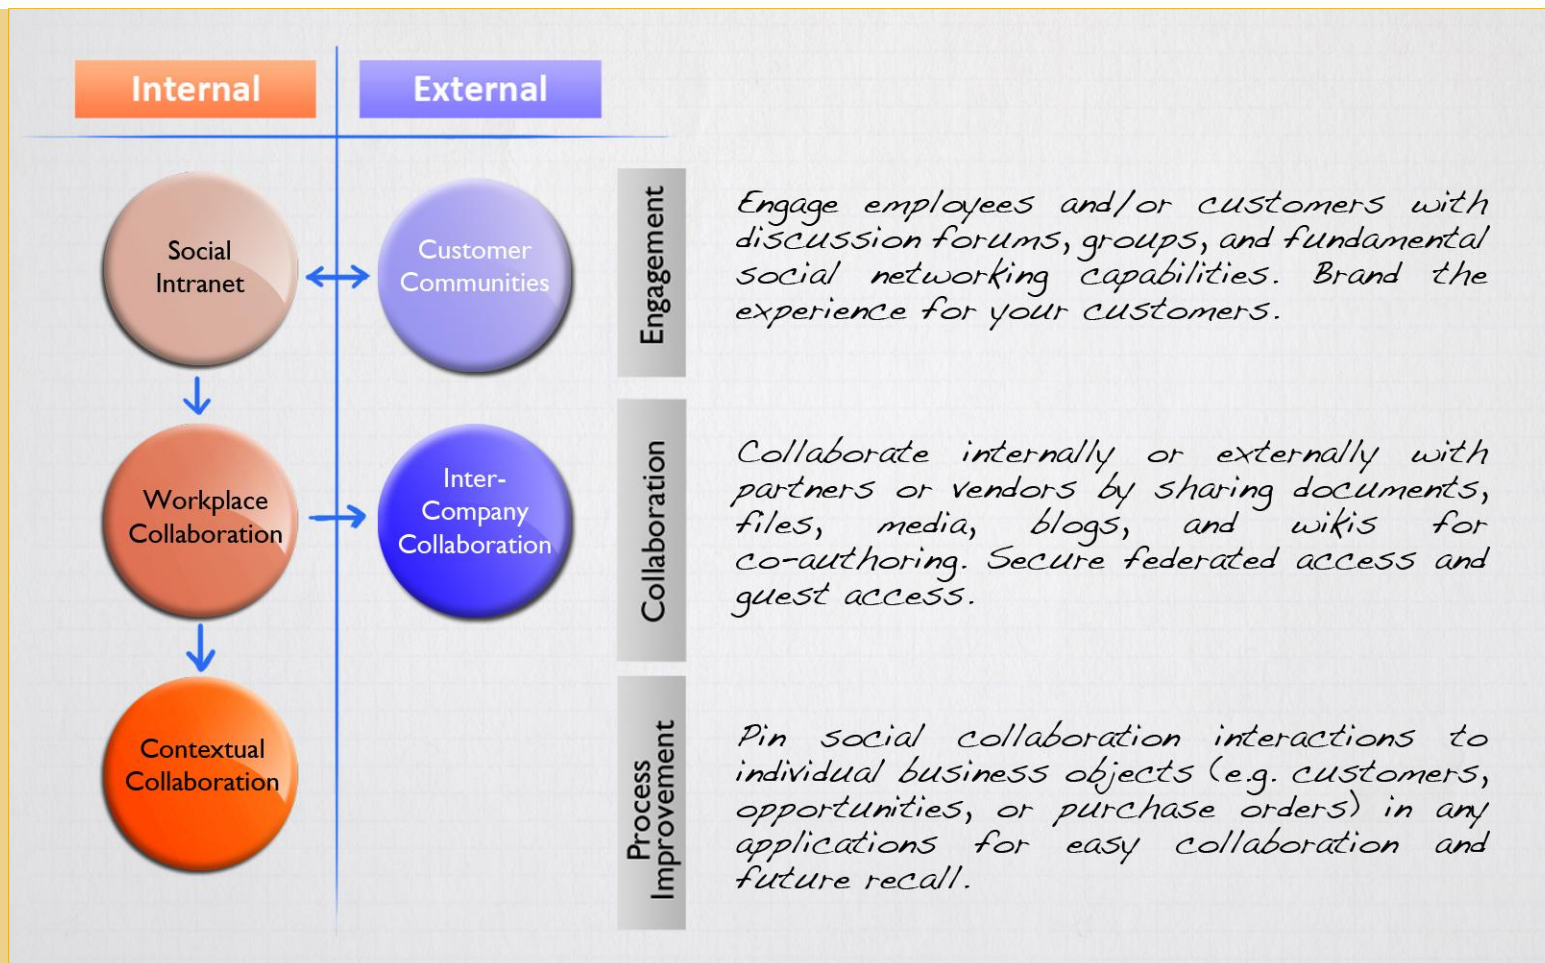 Internal
External
Social
Intranet
Customer
Communities
Engagement
Engage employees and/or customers with
discussion forums, groups, and fundamental
social networking capabilities. Brand the
experience for your customers.
Workplace
Collaboration
Inter-
Company
Collaboration
Collaboration
Collaborate internally or externally with
partners or vendors by sharing documents,
files, media, blogs, and wikis for
co-authoring. Secure federated access and
guest access.
Contextual
Collaboration
Process
Improvement
Pin social collaboration interactions to
individual business objects (e.g. customers,
opportunities, or purchase orders) in any
applications for easy collaboration and
future recall.